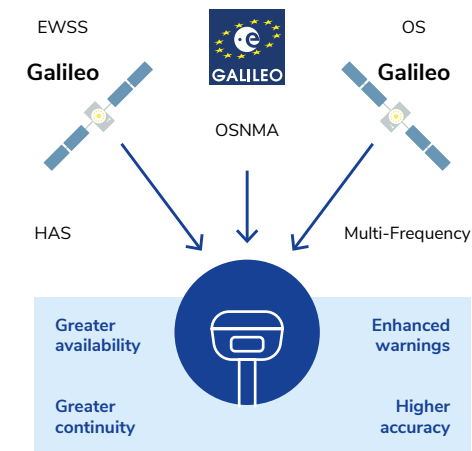 EWSS
OS
Galileo
GALILEO
Galileo
OSNMA
HAS
Multi-Frequency
Greater
availability
Enhanced
warnings
Greater
continuity
Higher
accuracy